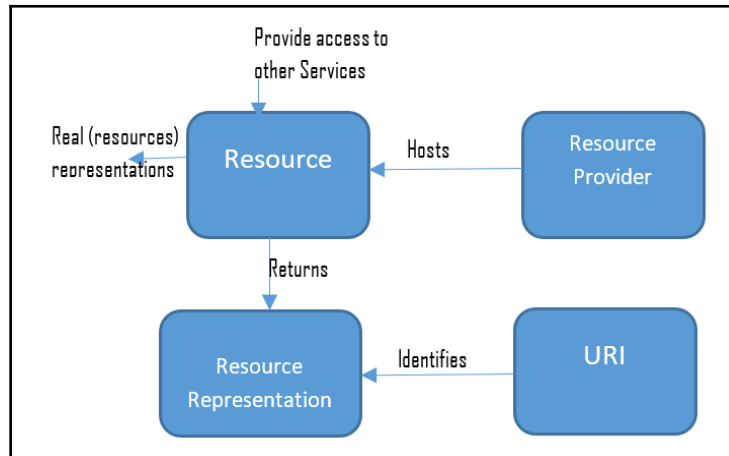 Provide access to
other Services
Real (resources)
representations
Resource
Hosts
Resource
Provider
Returns
Resource
Representation
Identifies
URI